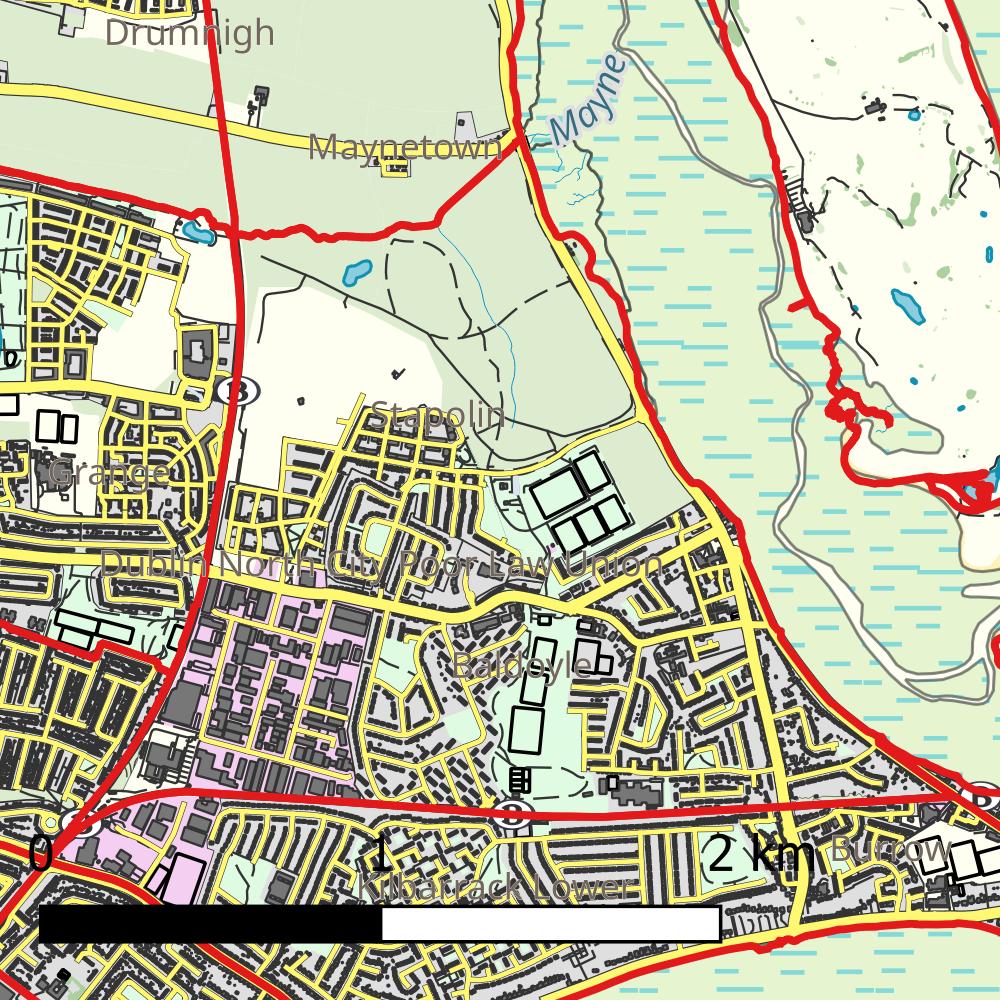 Drumnigh
Mayne
Maynetown
Stapolin
Grange
Dublin North City Poor Law Union
Baldoyle
0 1 2 km
Burrow
Kilbarrack Lower